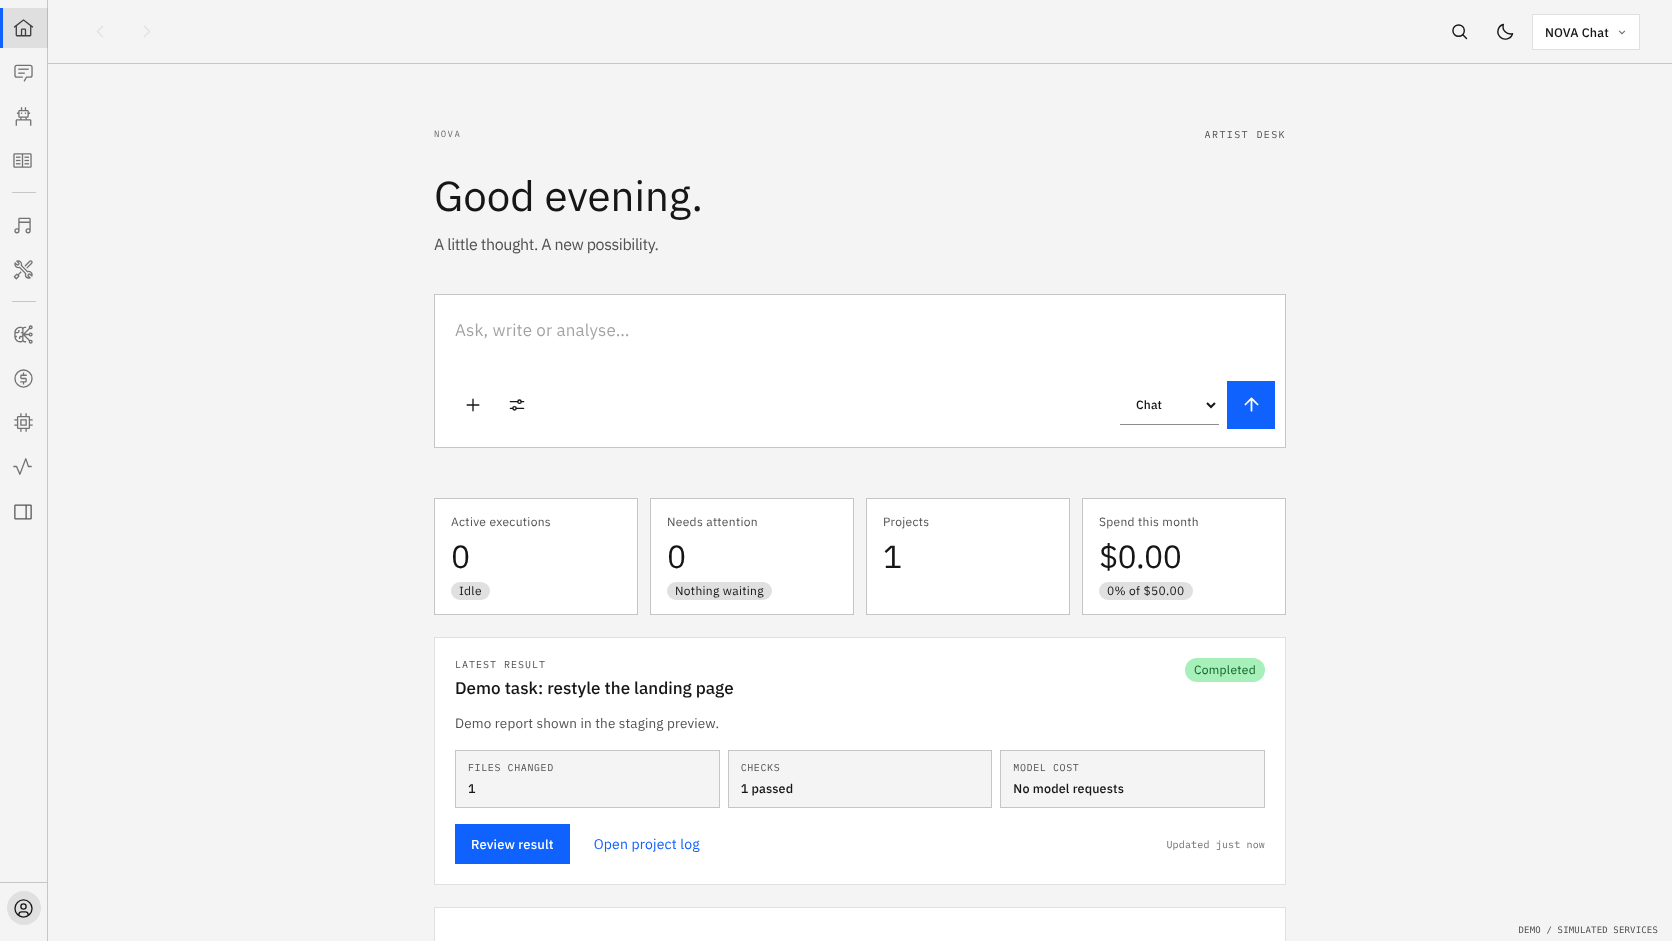 NOVA Chat
NOVA
ARTIST DESK
Good evening.
A little thought. A new possibility.
Ask, write or analyse...
Chat
Active executions
0
Idle
Needs attention
0
Nothing waiting
Projects
1
Spend this month
$0.00
0% of $50.00
LATEST RESULT
Completed
Demo task: restyle the landing page
Demo report shown in the staging preview.
FILES CHANGED
1
CHECKS
1 passed
MODEL COST
No model requests
Review result
Open project log
Updated just now
DEMO / SIMULATED SERVICES